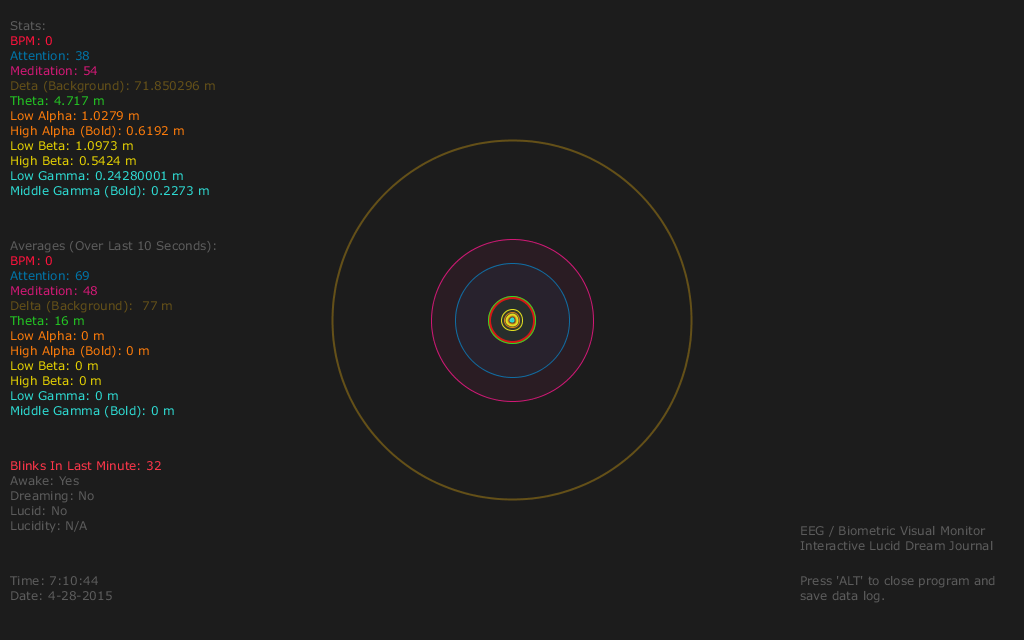 Stats:
BPM: 0
Attention: 38
Meditation: 54
Deta (Background): 71.850296 m
Theta: 4.717 m
Low Alpha: 1.0279 m
High Alpha (Bold): 0.6192 m
Low Beta: 1.0973 m
High Beta: 0.5424 m
Low Gamma: 0.24280001 m
Middle Gamma (Bold): 0.2273 m
Averages (Over Last 10 Seconds):
BPM: 0
Attention: 69
Meditation: 48
Delta (Background):  77 m
Theta: 16 m
Low Alpha: 0 m
High Alpha (Bold): 0 m
Low Beta: 0 m
High Beta: 0 m
Low Gamma: 0 m
Middle Gamma (Bold): 0 m
Blinks In Last Minute: 32
Awake: Yes
Dreaming: No
Lucid: No
Lucidity: N/A
Time: 7:10:44
Date: 4-28-2015
EEG / Biometric Visual Monitor
Interactive Lucid Dream Journal
Press 'ALT' to close program and
save data log.